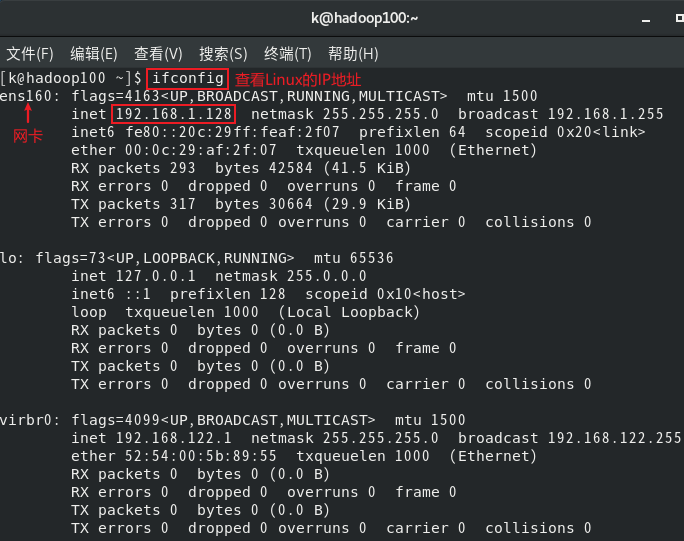 k@hadoop100:~
文件(F) 编辑(E) 查看(V) 搜索(S) 终端(T) 帮助(H)
[k@hadoop100 ~]$ ifconfig 查看Linux的IP地址
ens160: flags=4163<UP,BROADCAST,RUNNING,MULTICAST>  mtu 1500
inet 192.168.1.128  netmask 255.255.255.0  broadcast 192.168.1.255
网卡
inet6 fe80::20c:29ff:feaf:2f07  prefixlen 64  scopeid 0x20<link>
ether 00:0c:29:af:2f:07  txqueuelen 1000  (Ethernet)
RX packets 293  bytes 42584 (41.5 KiB)
RX errors 0  dropped 0  overruns 0  frame 0
TX packets 317  bytes 30664 (29.9 KiB)
TX errors 0  dropped 0 overruns 0  carrier 0  collisions 0
lo: flags=73<UP,LOOPBACK,RUNNING>  mtu 65536
inet 127.0.0.1  netmask 255.0.0.0
inet6 ::1  prefixlen 128  scopeid 0x10<host>
loop  txqueuelen 1000  (Local Loopback)
RX packets 0  bytes 0 (0.0 B)
RX errors 0  dropped 0  overruns 0  frame 0
TX packets 0  bytes 0 (0.0 B)
TX errors 0  dropped 0 overruns 0  carrier 0  collisions 0
virbr0: flags=4099<UP,BROADCAST,MULTICAST>  mtu 1500
inet 192.168.122.1  netmask 255.255.255.0  broadcast 192.168.122.255
ether 52:54:00:5b:89:55  txqueuelen 1000  (Ethernet)
RX packets 0  bytes 0 (0.0 B)
RX errors 0  dropped 0  overruns 0  frame 0
TX packets 0  bytes 0 (0.0 B)
TX errors 0  dropped 0 overruns 0  carrier 0  collisions 0